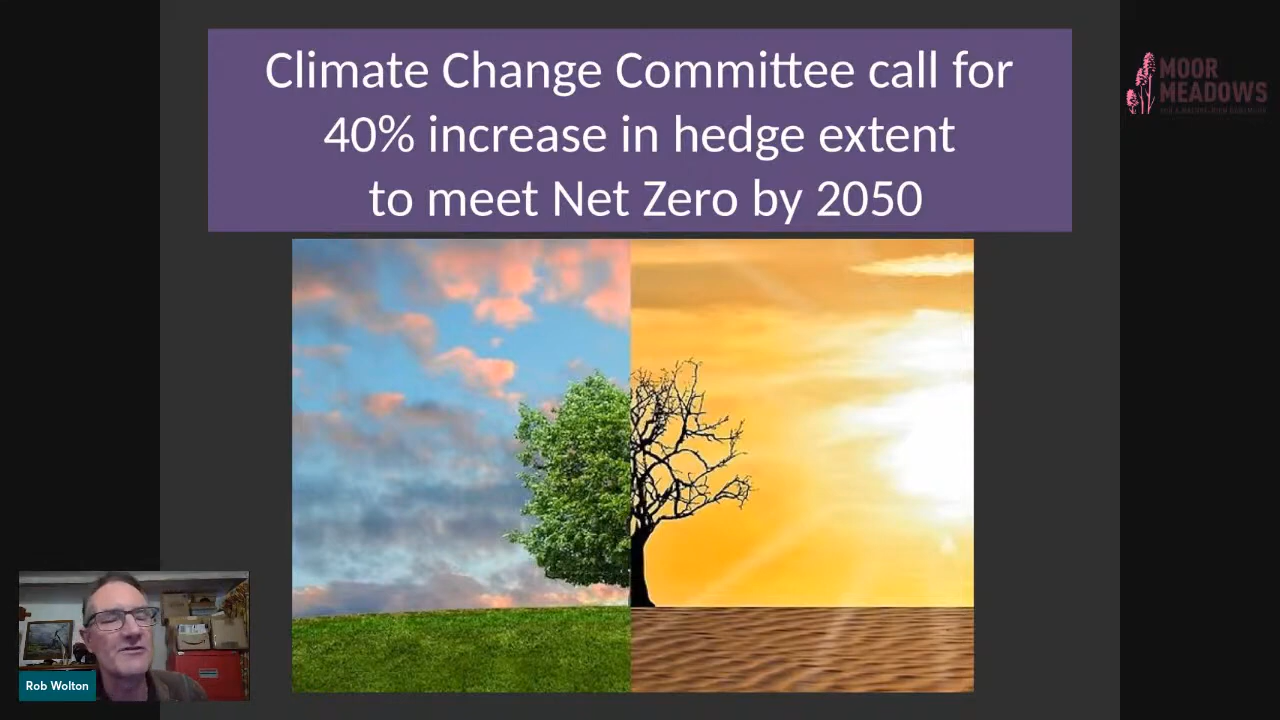 Climate Change Committee call for
40% increase in hedge extent
to meet Net Zero by 2050
MOOR
MEADOWS
Rob Wolton